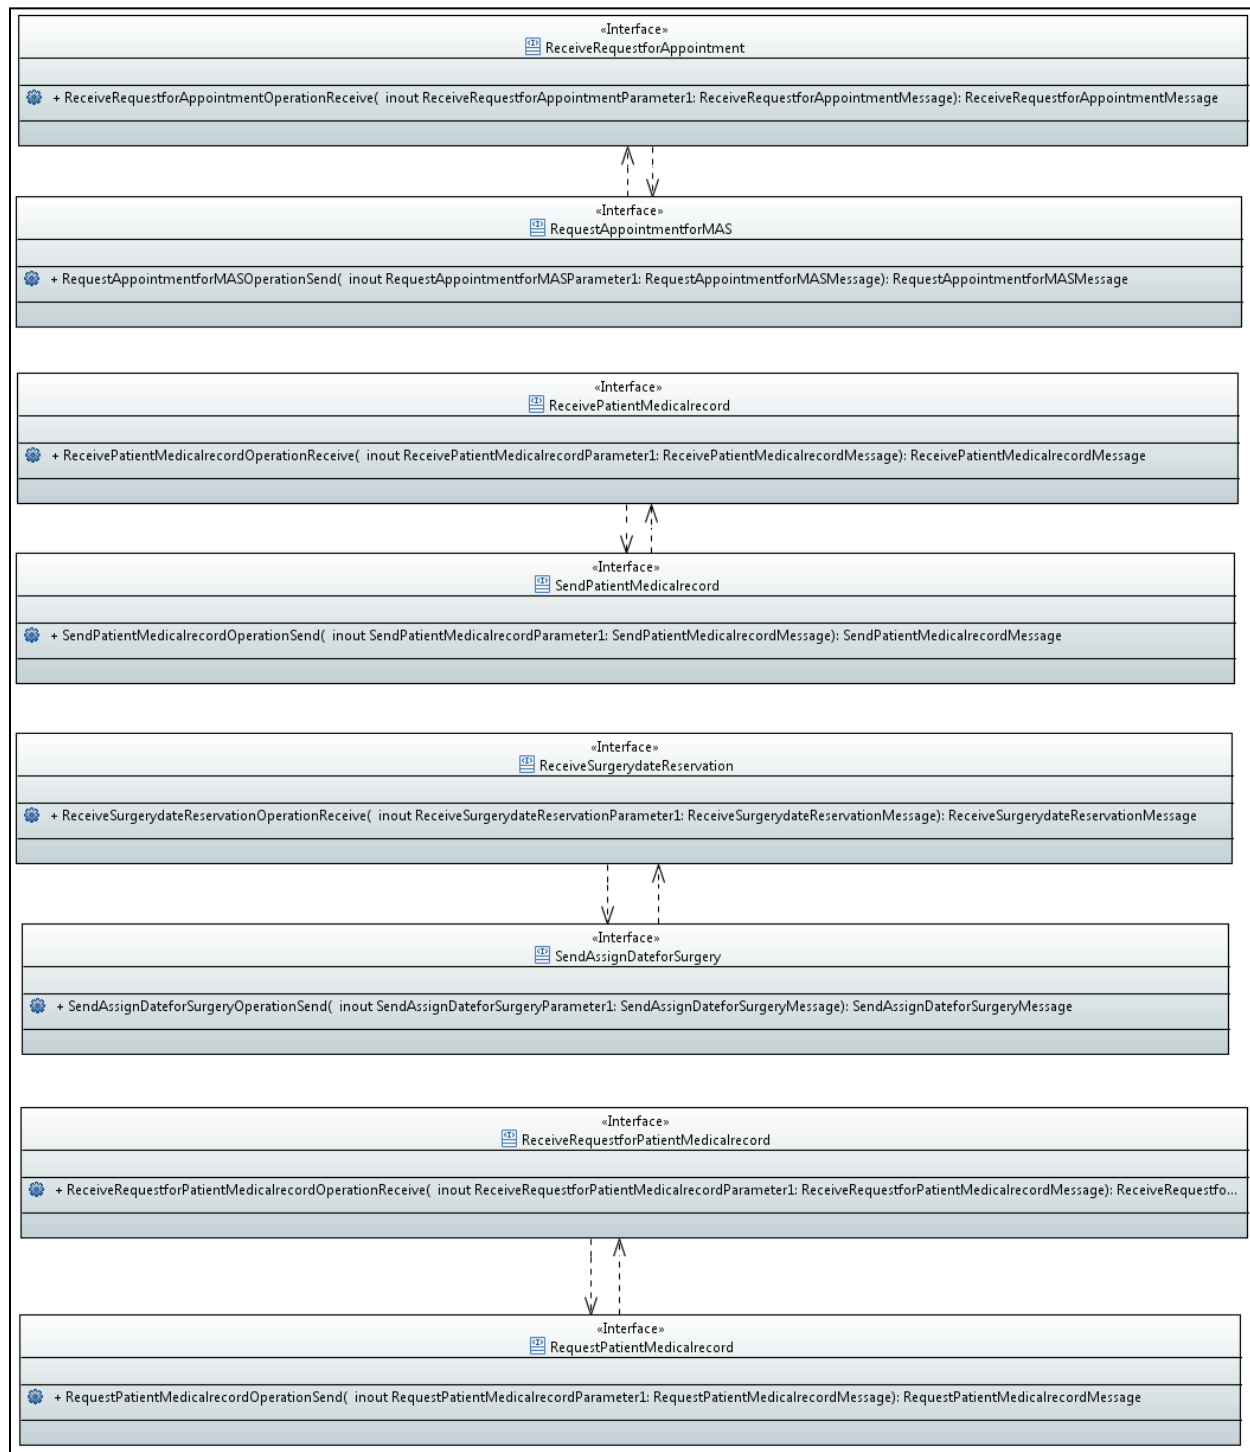 «Interface»
ReceiveRequestforAppointment
+ ReceiveRequestforAppointmentOperationReceive( inout ReceiveRequestforAppointmentParameter1: ReceiveRequestforAppointmentMessage): ReceiveRequestforAppointmentMessage
«Interface»
RequestAppointmentforMAS
+ RequestAppointmentforMASOperationSend( inout RequestAppointmentforMASParameter1: RequestAppointmentforMASMessage): RequestAppointmentforMASMessage
«Interface»
ReceivePatientMedicalrecord
+ ReceivePatientMedicalrecordOperationReceive( inout ReceivePatientMedicalrecordParameter1: ReceivePatientMedicalrecordMessage): ReceivePatientMedicalrecordMessage
«Interface»
SendPatientMedicalrecord
+ SendPatientMedicalrecordOperationSend( inout SendPatientMedicalrecordParameter1: SendPatientMedicalrecordMessage): SendPatientMedicalrecordMessage
«Interface»
ReceiveSurgerydateReservation
+ ReceiveSurgerydateReservationOperationReceive( inout ReceiveSurgerydateReservationParameter1: ReceiveSurgerydateReservationMessage): ReceiveSurgerydateReservationMessage
«Interface»
SendAssignDateforSurgery
+ SendAssignDateforSurgeryOperationSend( inout SendAssignDateforSurgeryParameter1: SendAssignDateforSurgeryMessage): SendAssignDateforSurgeryMessage
«Interface»
ReceiveRequestforPatientMedicalrecord
+ ReceiveRequestforPatientMedicalrecordOperationReceive( inout ReceiveRequestforPatientMedicalrecordParameter1: ReceiveRequestforPatientMedicalrecordMessage): ReceiveRequestfo...
«Interface»
RequestPatientMedicalrecord
+ RequestPatientMedicalrecordOperationSend( inout RequestPatientMedicalrecordParameter1: RequestPatientMedicalrecordMessage): RequestPatientMedicalrecordMessage